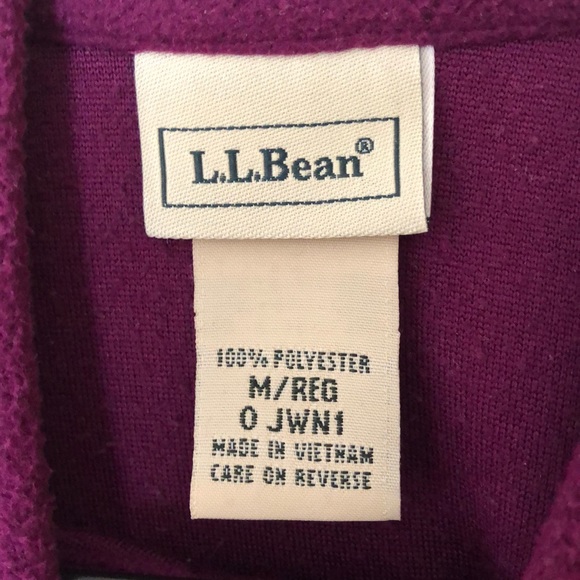 L.L.Bean®
100% POLYESTER
M/REG
0 JWN1
MADE IN VIETNAM
CARE ON REVERSE